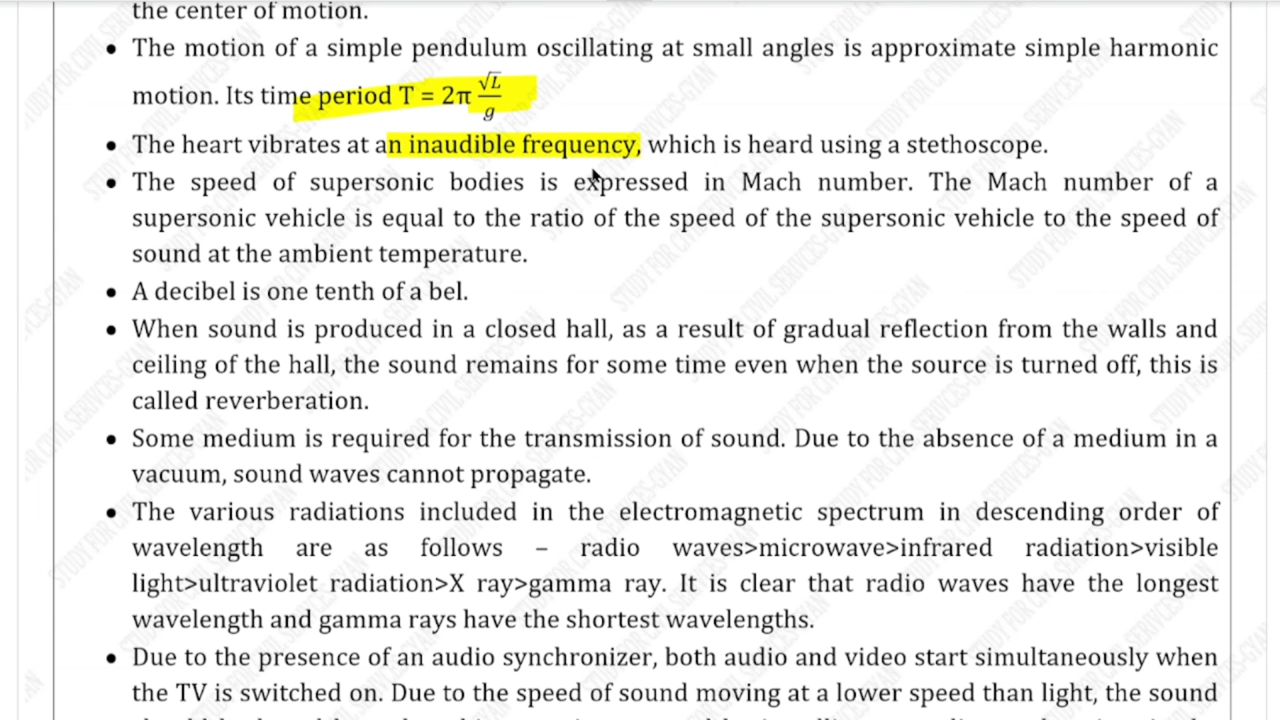 the center of motion.
• The motion of a simple pendulum oscillating at small angles is approximate simple harmonic
motion. Its time period T = 2π √L/g
• The heart vibrates at an inaudible frequency, which is heard using a stethoscope.
• The speed of supersonic bodies is expressed in Mach number. The Mach number of a
supersonic vehicle is equal to the ratio of the speed of the supersonic vehicle to the speed of
sound at the ambient temperature.
• A decibel is one tenth of a bel.
• When sound is produced in a closed hall, as a result of gradual reflection from the walls and
ceiling of the hall, the sound remains for some time even when the source is turned off, this is
called reverberation.
• Some medium is required for the transmission of sound. Due to the absence of a medium in a
vacuum, sound waves cannot propagate.
• The various radiations included in the electromagnetic spectrum in descending order of
wavelength are as follows – radio waves>microwave>infrared radiation>visible
light>ultraviolet radiation>X ray>gamma ray. It is clear that radio waves have the longest
wavelength and gamma rays have the shortest wavelengths.
• Due to the presence of an audio synchronizer, both audio and video start simultaneously when
the TV is switched on. Due to the speed of sound moving at a lower speed than light, the sound